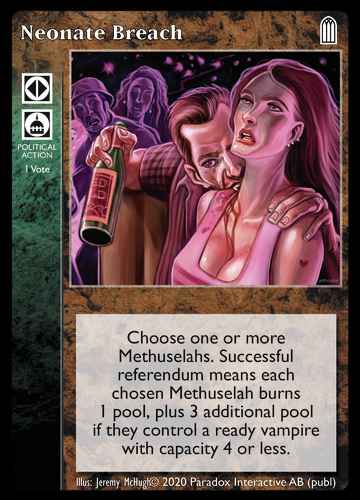 Neonate Breach
POLITICAL
ACTION
1 Vote
Choose one or more
Methuselahs. Successful
referendum means each
chosen Methuselah burns
1 pool, plus 3 additional pool
if they control a ready vampire
with capacity 4 or less.
Illus: Jeremy McHugh© 2020 Paradox Interactive AB (publ)